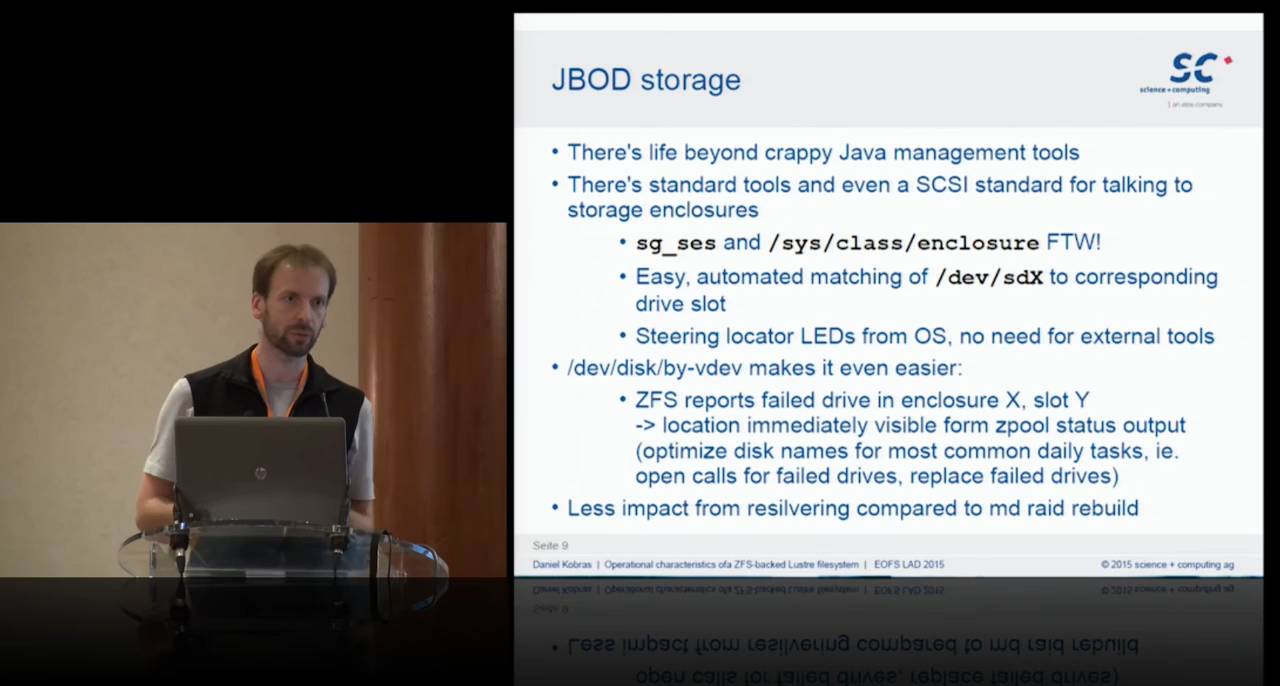 JBOD storage
SC
science + computing
| an atos company
• There's life beyond crappy Java management tools
• There's standard tools and even a SCSI standard for talking to
storage enclosures
• sg_ses and /sys/class/enclosure FTW!
• Easy, automated matching of /dev/sdX to corresponding
drive slot
• Steering locator LEDs from OS, no need for external tools
• /dev/disk/by-vdev makes it even easier:
• ZFS reports failed drive in enclosure X, slot Y
-> location immediately visible form zpool status output
(optimize disk names for most common daily tasks, ie.
open calls for failed drives, replace failed drives)
• Less impact from resilvering compared to md raid rebuild
Seite 9
Daniel Kobras | Operational characteristics ofa ZFS-backed Lustre filesystem | EOFS LAD 2015
© 2015 science + computing ag
hp